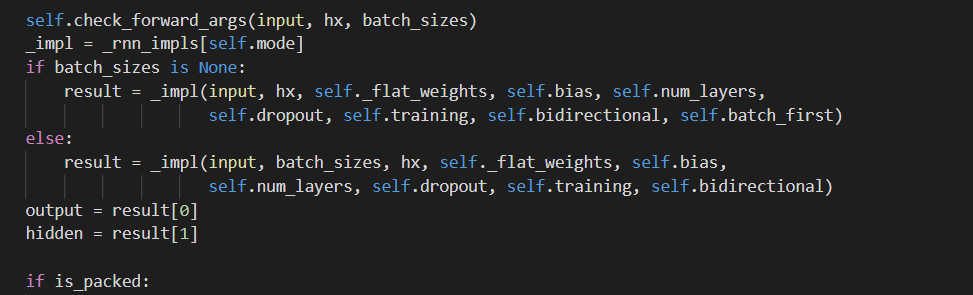 self.check_forward_args(input, hx, batch_sizes)
_impl = _rnn_impls[self.mode]
if batch_sizes is None:
    result = _impl(input, hx, self._flat_weights, self.bias, self.num_layers,
                   self.dropout, self.training, self.bidirectional, self.batch_first)
else:
    result = _impl(input, batch_sizes, hx, self._flat_weights, self.bias,
                   self.num_layers, self.dropout, self.training, self.bidirectional)
output = result[0]
hidden = result[1]

if is_packed: